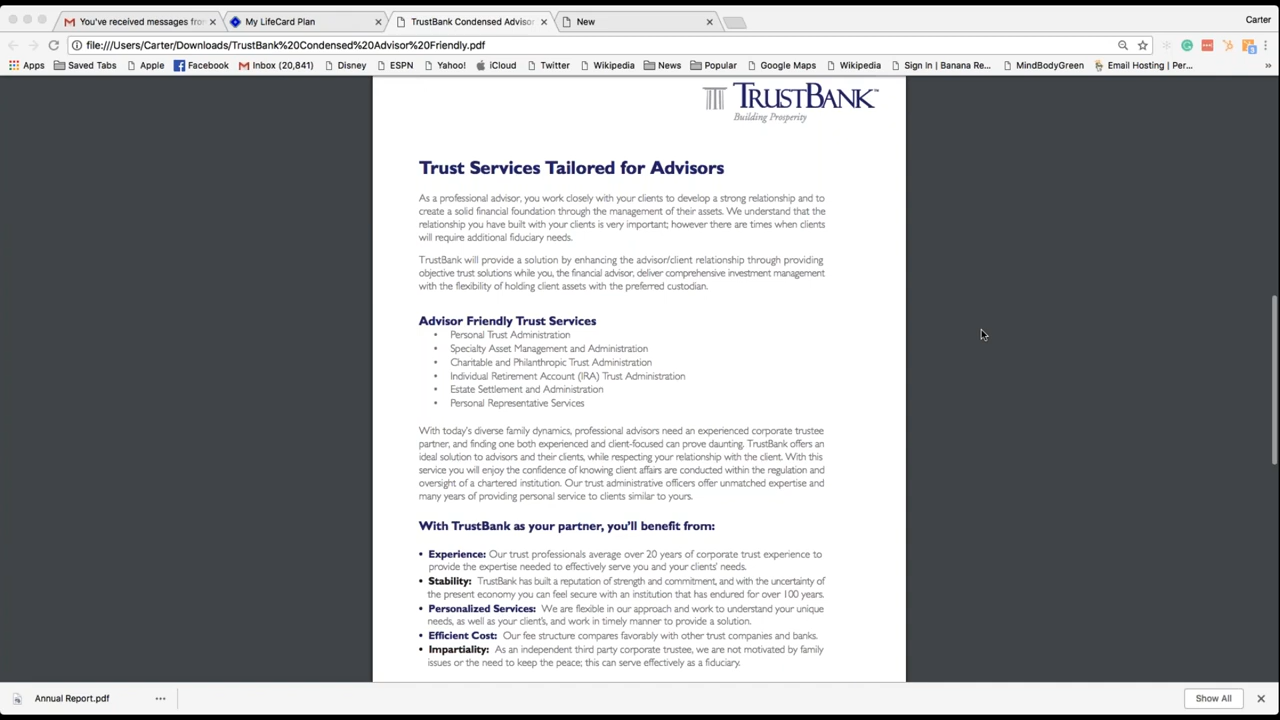 You've received messages from
My LifeCard Plan
TrustBank Condensed Advisor
New
Carter
file:///Users/Carter/Downloads/TrustBank%20Condensed%20Advisor%20Friendly.pdf
Apps Saved Tabs Apple Facebook Inbox (20,841) Disney ESPN Yahoo! iCloud Twitter Wikipedia News Popular Google Maps Wikipedia Sign In | Banana Re... MindBodyGreen Email Hosting | Per... »
TRUSTBANK™
Building Prosperity
Trust Services Tailored for Advisors
As a professional advisor, you work closely with your clients to develop a strong relationship and to
create a solid financial foundation through the management of their assets. We understand that the
relationship you have built with your clients is very important; however there are times when clients
will require additional fiduciary needs.
TrustBank will provide a solution by enhancing the advisor/client relationship through providing
objective trust solutions while you, the financial advisor, deliver comprehensive investment management
with the flexibility of holding client assets with the preferred custodian.
Advisor Friendly Trust Services
• Personal Trust Administration
• Specialty Asset Management and Administration
• Charitable and Philanthropic Trust Administration
• Individual Retirement Account (IRA) Trust Administration
• Estate Settlement and Administration
• Personal Representative Services
With today's diverse family dynamics, professional advisors need an experienced corporate trustee
partner, and finding one both experienced and client-focused can prove daunting. TrustBank offers an
ideal solution to advisors and their clients, while respecting your relationship with the client. With this
service you will enjoy the confidence of knowing client affairs are conducted within the regulation and
oversight of a chartered institution. Our trust administrative officers offer unmatched expertise and
many years of providing personal service to clients similar to yours.
With TrustBank as your partner, you'll benefit from:
• Experience: Our trust professionals average over 20 years of corporate trust experience to
provide the expertise needed to effectively serve you and your clients' needs.
• Stability: TrustBank has built a reputation of strength and commitment, and with the uncertainty of
the present economy you can feel secure with an institution that has endured for over 100 years.
• Personalized Services: We are flexible in our approach and work to understand your unique
needs, as well as your client's, and work in timely manner to provide a solution.
• Efficient Cost: Our fee structure compares favorably with other trust companies and banks.
• Impartiality: As an independent third party corporate trustee, we are not motivated by family
issues or the need to keep the peace; this can serve effectively as a fiduciary.
Annual Report.pdf
Show All